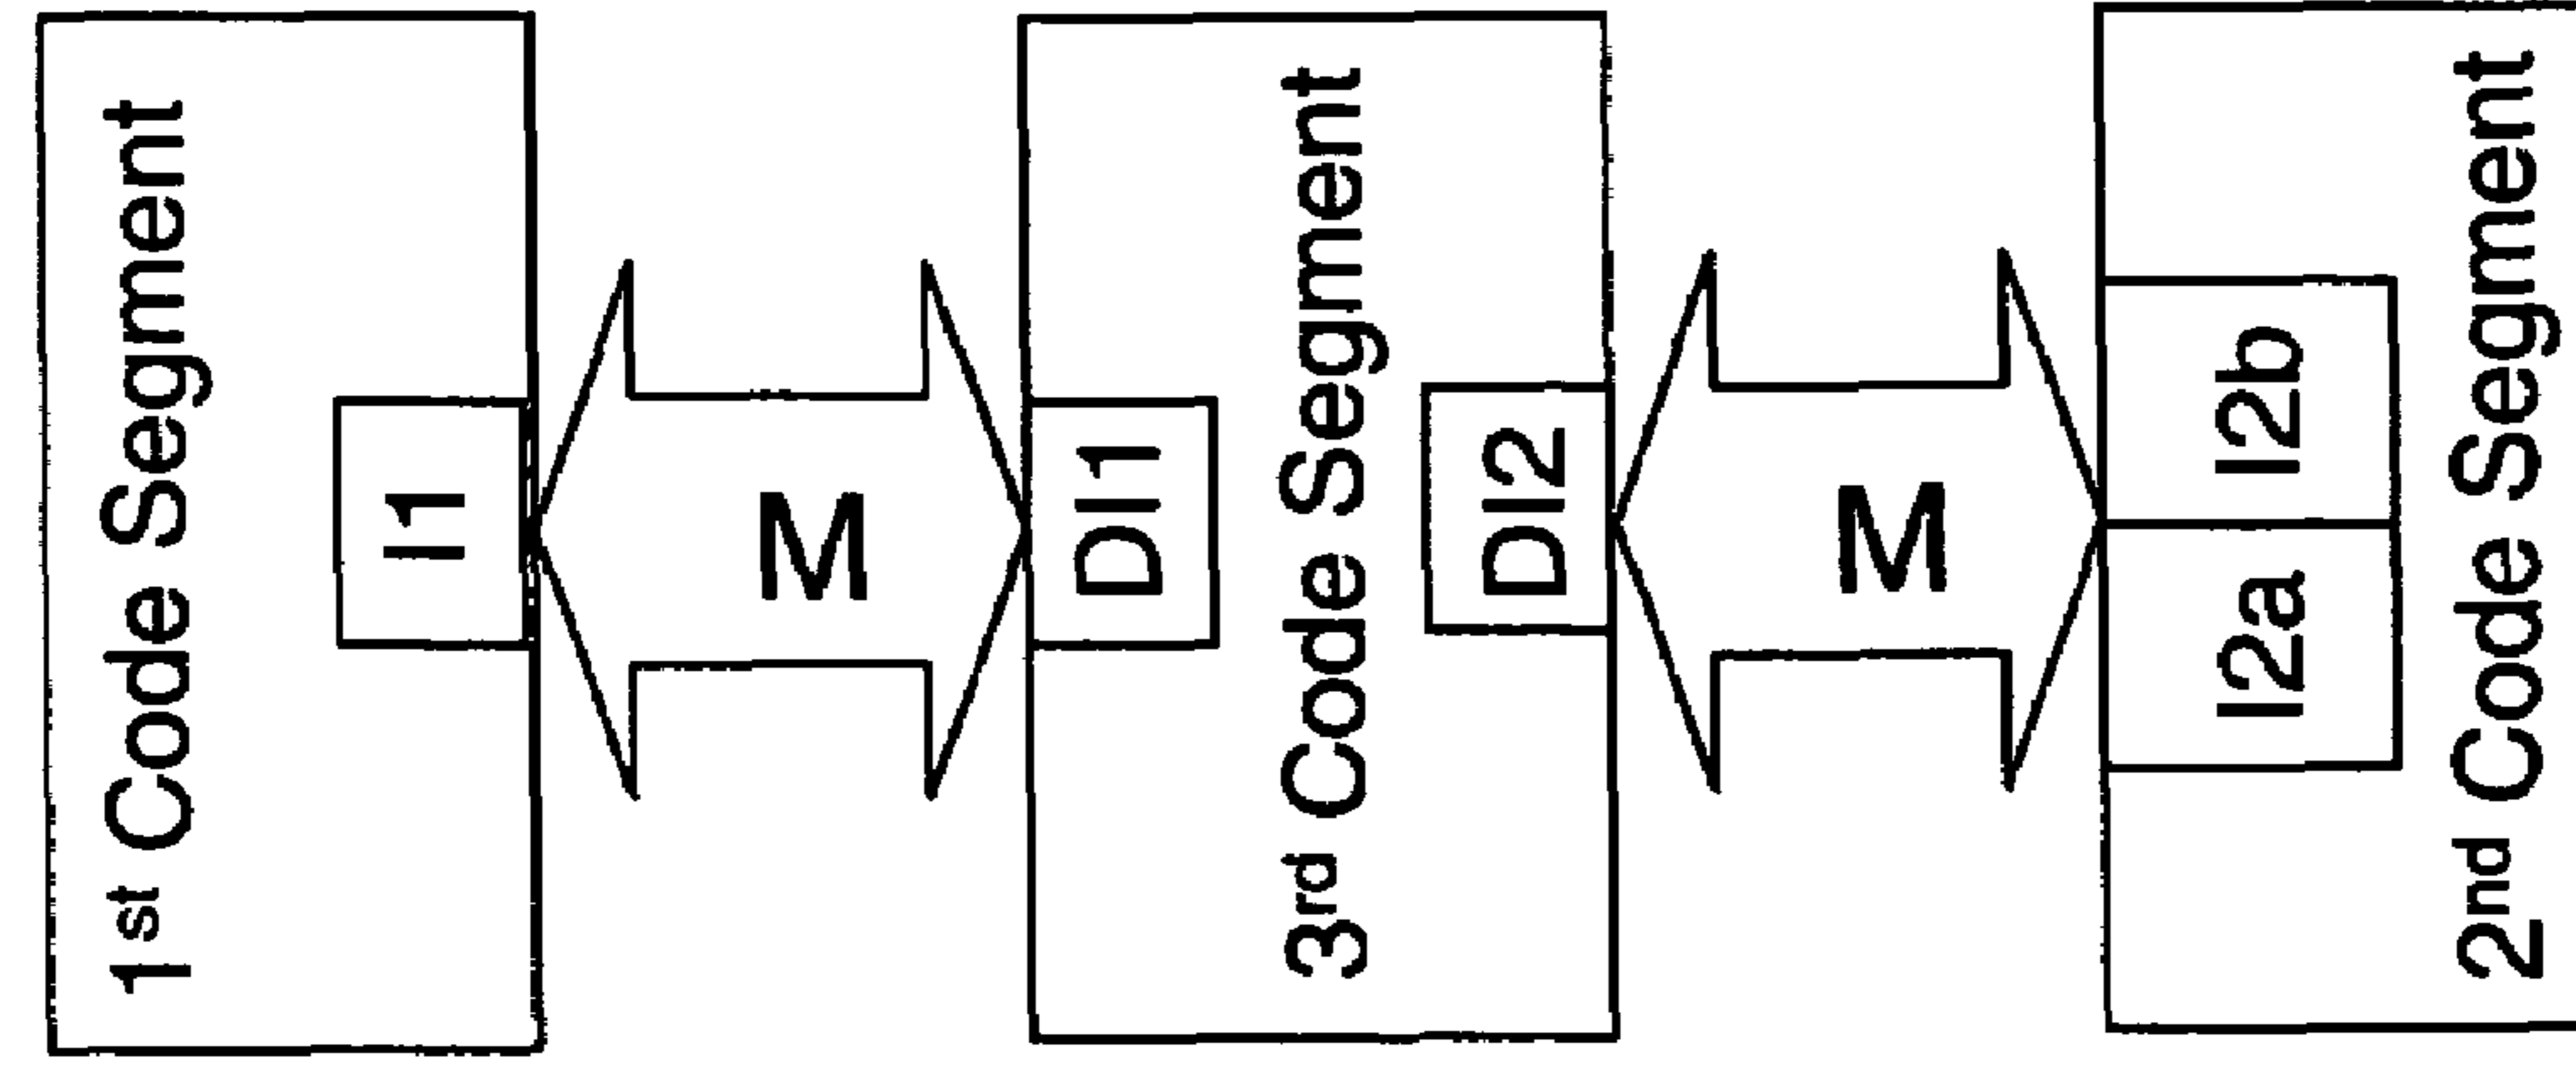 1st Code Segment
I1
M
DI1
3rd Code Segment
DI2
M
I2a I2b
2nd Code Segment